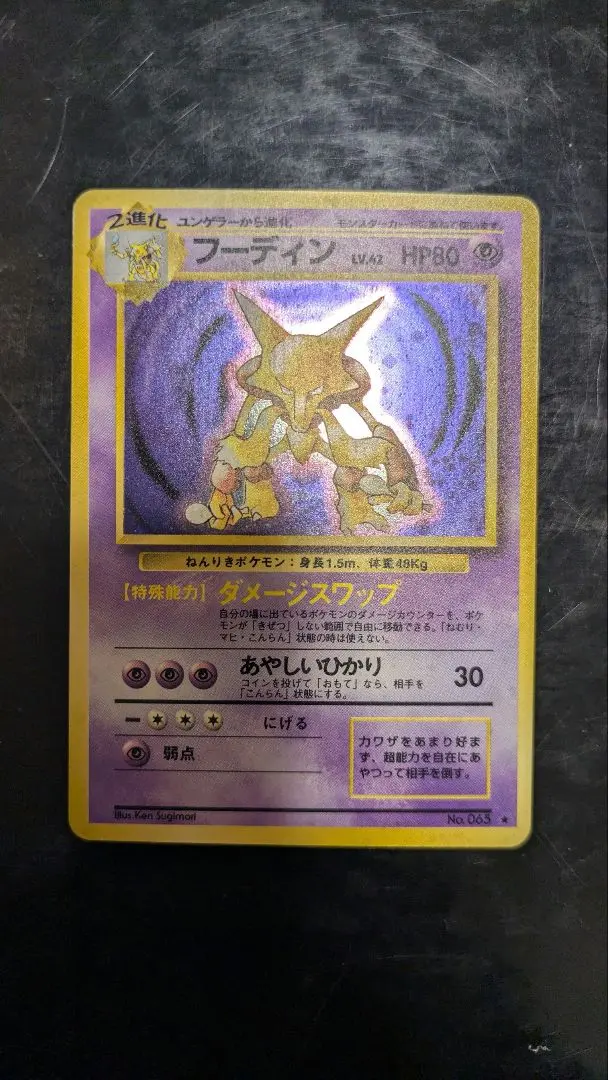 2進化 ユンゲラーから進化 モンスターカードに重ねて使います
フーディン LV.42 HP80
ねんりきポケモン：身長1.5m、体重48Kg
【特殊能力】ダメージスワップ
自分の場に出ているポケモンのダメージカウンターを、ポケ
モンが「きぜつ」しない範囲で自由に移動できる。「ねむり・
マヒ・こんらん」状態の時は使えない。
あやしいひかり 30
コインを投げて「おもて」なら、相手を
「こんらん」状態にする。
ー にげる
弱点
力ワザをあまり好ま
ず、超能力を自在にあ
やつって相手を倒す。
Illus. Ken Sugimori No. 065 ★